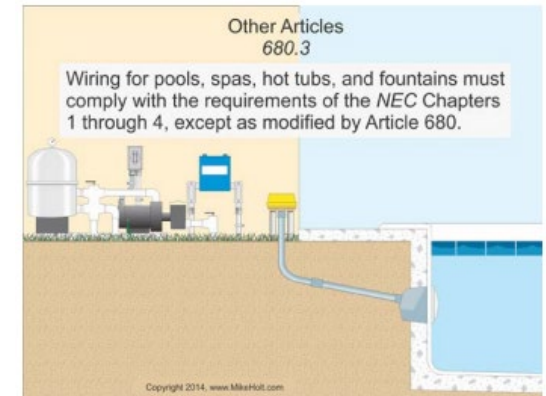 Other Articles
680.3
Wiring for pools, spas, hot tubs, and fountains must
comply with the requirements of the NEC Chapters
1 through 4, except as modified by Article 680.
Copyright 2014, www.MikeHolt.com